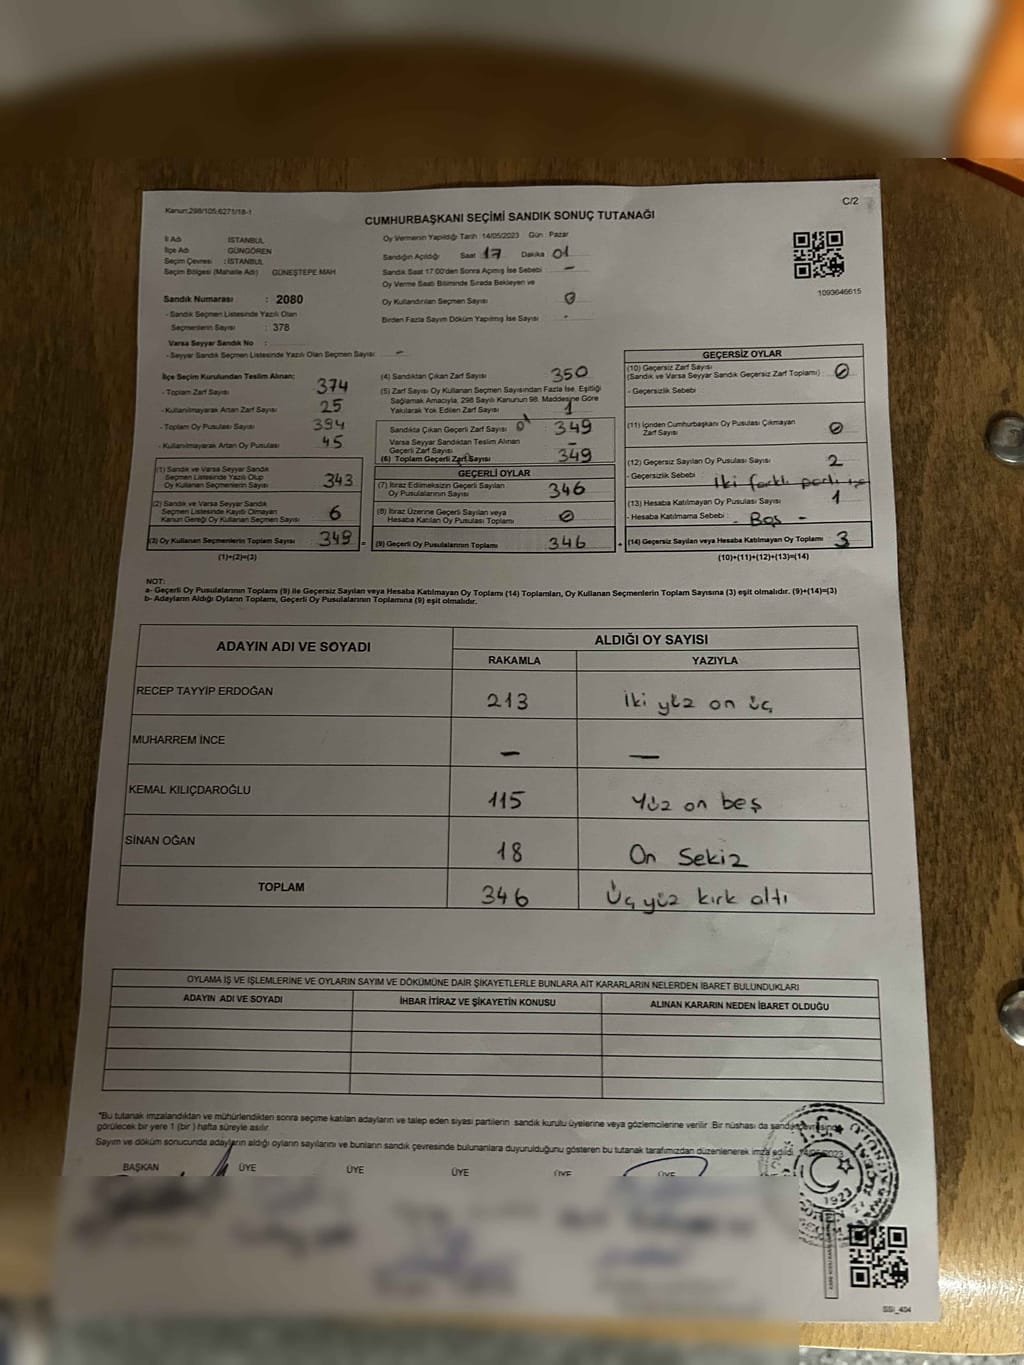 Kanun:298/105;6271/18-1
C/2
CUMHURBAŞKANI SEÇİMİ SANDIK SONUÇ TUTANAĞI
İl Adı : İSTANBUL
İlçe Adı : GÜNGÖREN
Seçim Çevresi : İSTANBUL
Seçim Bölgesi (Mahalle Adı) GÜNEŞTEPE MAH
Sandık Numarası : 2080
- Sandık Seçmen Listesinde Yazılı Olan
Seçmenlerin Sayısı : 378
Varsa Seyyar Sandık No :
- Seyyar Sandık Seçmen Listesinde Yazılı Olan Seçmen Sayısı: -
Oy Vermenin Yapıldığı Tarih :14/05/2023 Gün : Pazar
Sandığın Açıldığı Saat 17 Dakika 01
Sandık Saat 17:00'den Sonra Açılmış İse Sebebi : -
Oy Verme Saati Bitiminde Sırada Bekleyen ve
Oy Kullandırılan Seçmen Sayısı : 0
Birden Fazla Sayım Döküm Yapılmış İse Sayısı : -
1093646615
İlçe Seçim Kurulundan Teslim Alınan;
- Toplam Zarf Sayısı : 374
- Kullanılmayarak Artan Zarf Sayısı : 25
- Toplam Oy Pusulası Sayısı : 394
- Kullanılmayarak Artan Oy Pusulası : 45
(1) Sandık ve Varsa Seyyar Sandık
Seçmen Listesinde Yazılı Olup
Oy Kullanan Seçmenlerin Sayısı : 343
(2) Sandık ve Varsa Seyyar Sandık
Seçmen Listesinde Kayıtlı Olmayan
Kanun Gereği Oy Kullanan Seçmen Sayısı : 6
(3) Oy Kullanan Seçmenlerin Toplam Sayısı : 349 =
(1)+(2)=(3)
(4) Sandıktan Çıkan Zarf Sayısı : 350
(5) Zarf Sayısı Oy Kullanan Seçmen Sayısından Fazla İse, Eşitliği
Sağlamak Amacıyla, 298 Sayılı Kanunun 98. Maddesine Göre
Yakılarak Yok Edilen Zarf Sayısı : 1
Sandıkta Çıkan Geçerli Zarf Sayısı : 349
Varsa Seyyar Sandıktan Teslim Alınan
Geçerli Zarf Sayısı : -
(6) Toplam Geçerli Zarf Sayısı : 349
GEÇERLİ OYLAR
(7) İtiraz Edilmeksizin Geçerli Sayılan
Oy Pusulalarının Sayısı : 346
(8) İtiraz Üzerine Geçerli Sayılan veya
Hesaba Katılan Oy Pusulası Toplamı : 0
(9) Geçerli Oy Pusulalarının Toplamı : 346 +
GEÇERSİZ OYLAR
(10) Geçersiz Zarf Sayısı
(Sandık ve Varsa Seyyar Sandık Geçersiz Zarf Toplamı) : 0
- Geçersizlik Sebebi :
(11) İçinden Cumhurbaşkanı Oy Pusulası Çıkmayan
Zarf Sayısı : 0
(12) Geçersiz Sayılan Oy Pusulası Sayısı : 2
- Geçersizlik Sebebi : İki farklı
(13) Hesaba Katılmayan Oy Pusulası Sayısı : 1
- Hesaba Katılmama Sebebi : - Boş -
(14) Geçersiz Sayılan veya Hesaba Katılmayan Oy Toplamı : 3
(10)+(11)+(12)+(13)=(14)
NOT:
a- Geçerli Oy Pusulalarının Toplamı (9) ile Geçersiz Sayılan veya Hesaba Katılmayan Oy Toplamı (14) Toplamları, Oy Kullanan Seçmenlerin Toplam Sayısına (3) eşit olmalıdır. (9)+(14)=(3)
b- Adayların Aldığı Oyların Toplamı, Geçerli Oy Pusulalarının Toplamına (9) eşit olmalıdır.
ADAYIN ADI VE SOYADI
ALDIĞI OY SAYISI
RAKAMLA YAZIYLA
RECEP TAYYİP ERDOĞAN 213 İki yüz on üç
MUHARREM İNCE - -
KEMAL KILIÇDAROĞLU 115 Yüz on beş
SİNAN OĞAN 18 On Sekiz
TOPLAM 346 Üç yüz kırk altı
OYLAMA İŞ VE İŞLEMLERİNE VE OYLARIN SAYIM VE DÖKÜMÜNE DAİR ŞİKAYETLERLE BUNLARA AİT KARARLARIN NELERDEN İBARET BULUNDUKLARI
ADAYIN ADI VE SOYADI İHBAR İTİRAZ VE ŞİKAYETİN KONUSU ALINAN KARARIN NEDEN İBARET OLDUĞU
*Bu tutanak imzalandıktan ve mühürlendikten sonra seçime katılan adayların ve talep eden siyasi partilerin sandık kurulu üyelerine veya gözlemcilerine verilir. Bir nüshası da sandık çevresinde
görülecek bir yere 1 (bir) hafta süreyle asılır.
Sayım ve döküm sonucunda adayların aldığı oyların sayılarını ve bunların sandık çevresinde bulunanlara duyurulduğunu gösteren bu tutanak tarafımızdan düzenlenerek imza edildi. 14/05/2023
BAŞKAN ÜYE ÜYE ÜYE ÜYE ÜYE
T.C.
1923
SSİ_404